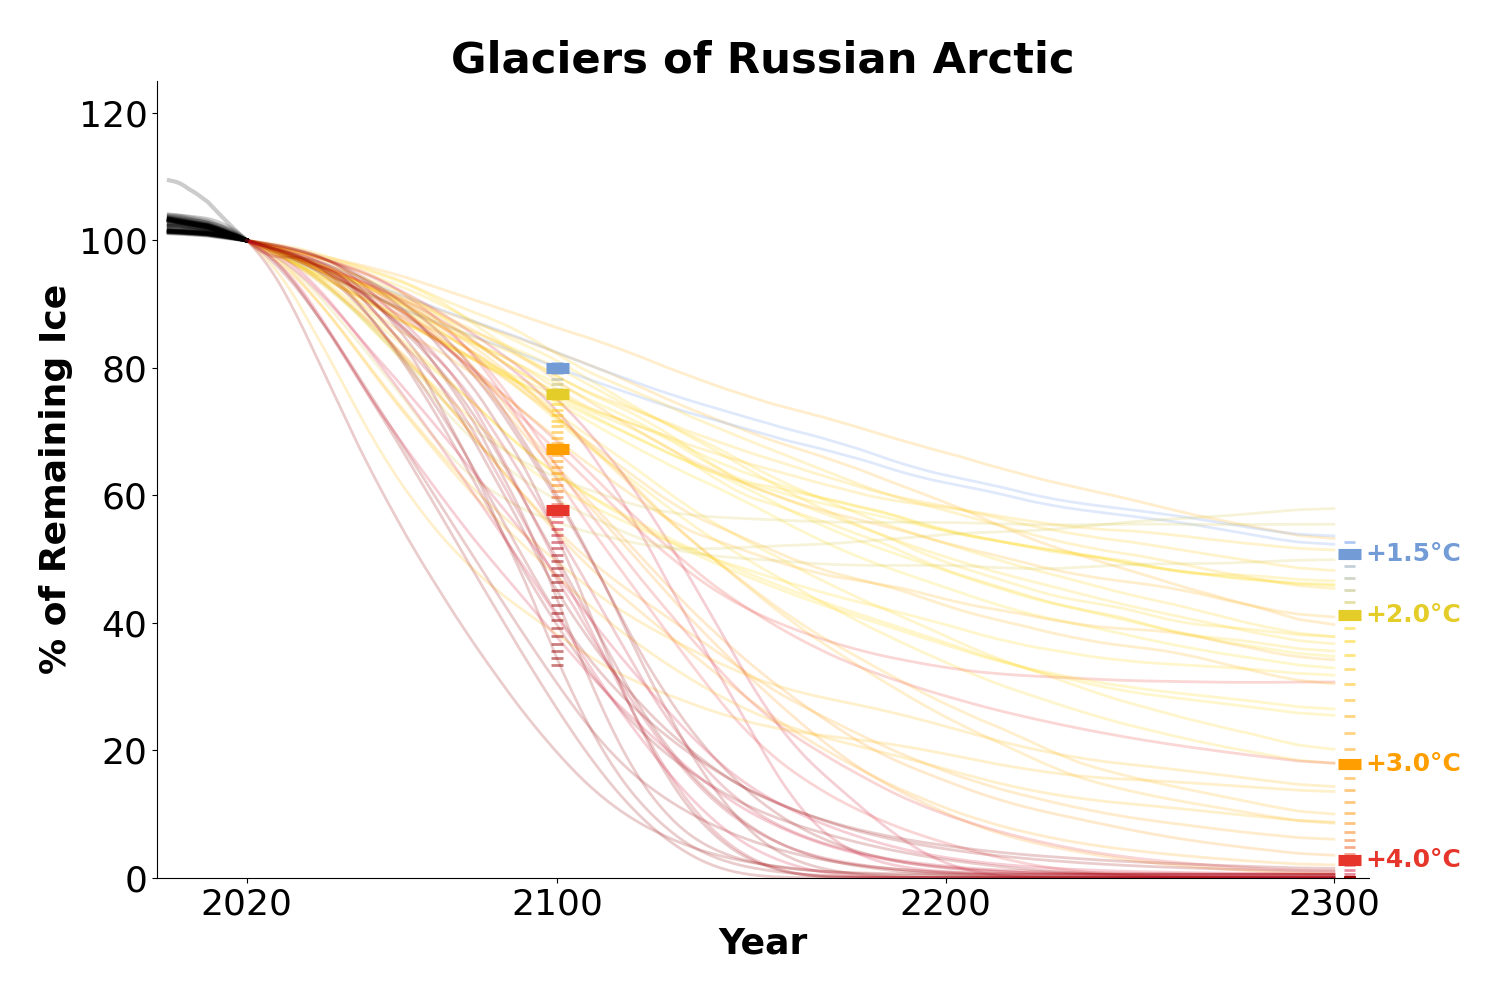 Glaciers of Russian Arctic
% of Remaining Ice
120
100
80
60
40
20
0
+1.5°C
+2.0°C
+3.0°C
+4.0°C
2020 2100 2200 2300
Year